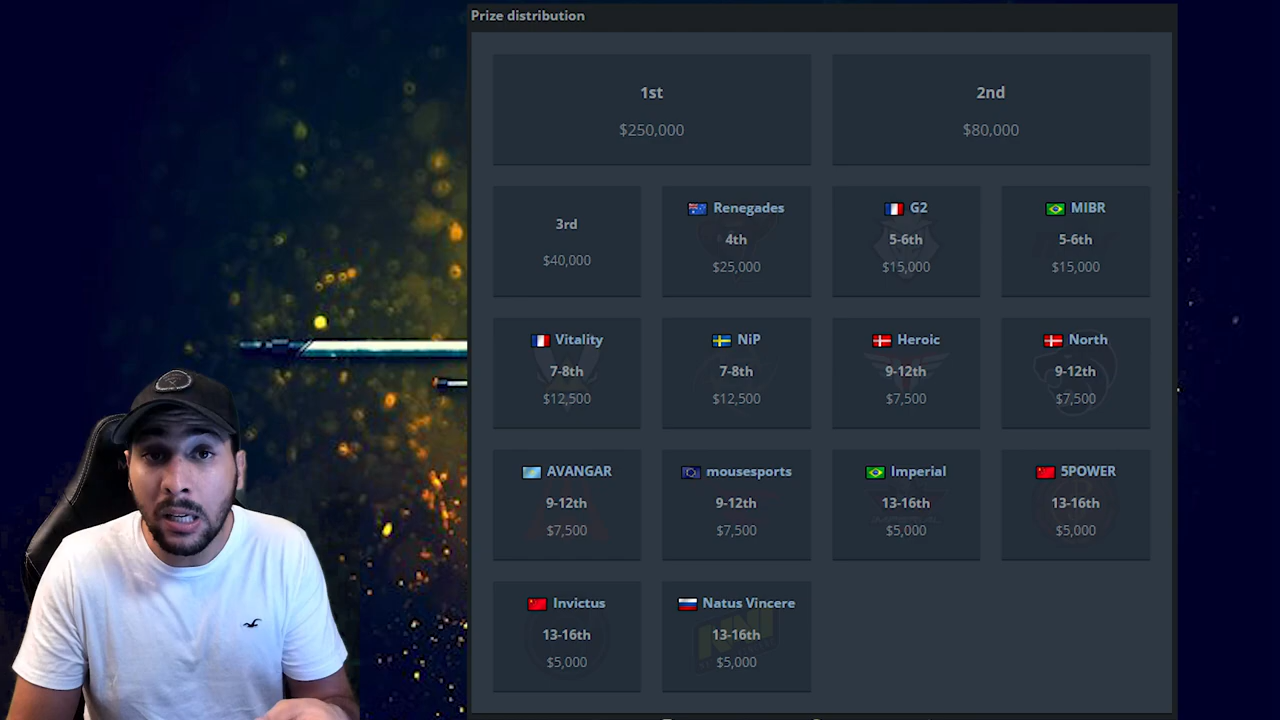 Prize distribution
1st
$250,000
2nd
$80,000
3rd
$40,000
Renegades
4th
$25,000
G2
5-6th
$15,000
MIBR
5-6th
$15,000
Vitality
7-8th
$12,500
NiP
7-8th
$12,500
Heroic
9-12th
$7,500
North
9-12th
$7,500
AVANGAR
9-12th
$7,500
mousesports
9-12th
$7,500
Imperial
13-16th
$5,000
5POWER
13-16th
$5,000
Invictus
13-16th
$5,000
Natus Vincere
13-16th
$5,000